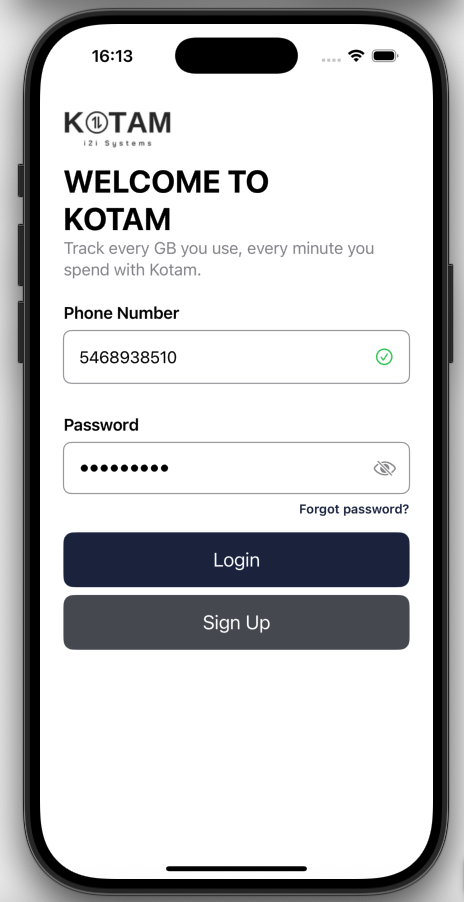 16:13
KOTAM
i2i Systems
WELCOME TO
KOTAM
Track every GB you use, every minute you
spend with Kotam.
Phone Number
5468938510
Password
•••••••••
Forgot password?
Login
Sign Up